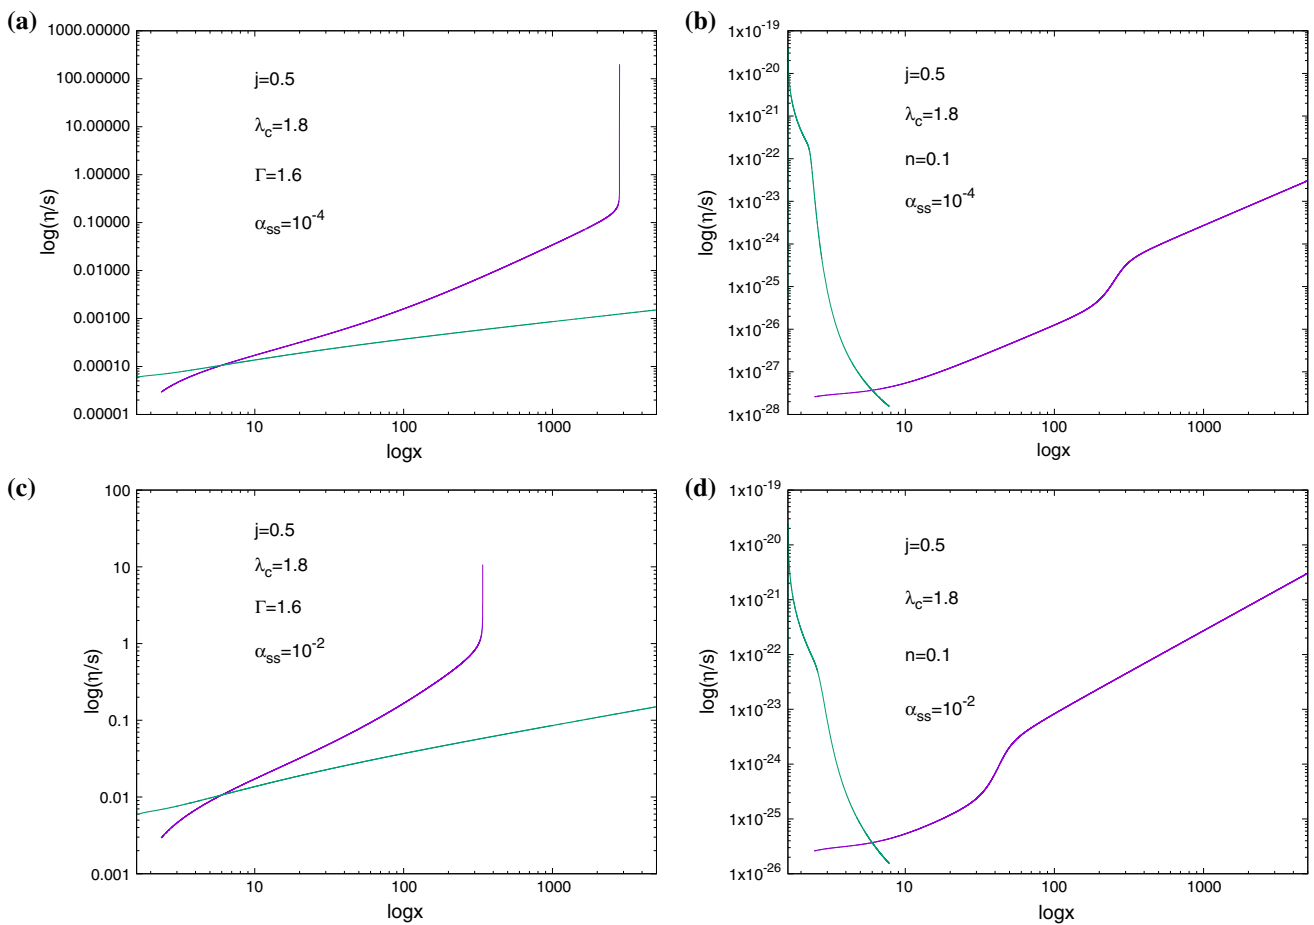 (a)
1000.00000
100.00000
10.00000
1.00000
0.10000
0.01000
0.00100
0.00010
0.00001
log(η/s)
j=0.5
λc=1.8
Γ=1.6
αss=10-4
10
100
1000
logx
(b)
1x10-19
1x10-20
1x10-21
1x10-22
1x10-23
1x10-24
1x10-25
1x10-26
1x10-27
1x10-28
log(η/s)
j=0.5
λc=1.8
n=0.1
αss=10-4
10
100
1000
logx
(c)
100
10
1
0.1
0.01
0.001
log(η/s)
j=0.5
λc=1.8
Γ=1.6
αss=10-2
10
100
1000
logx
(d)
1x10-19
1x10-20
1x10-21
1x10-22
1x10-23
1x10-24
1x10-25
1x10-26
log(η/s)
j=0.5
λc=1.8
n=0.1
αss=10-2
10
100
1000
logx